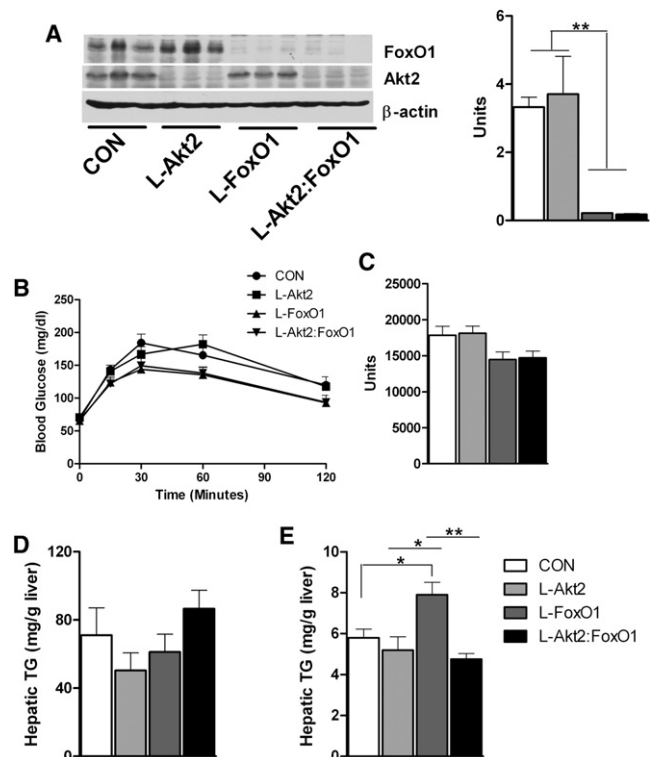 A
FoxO1
Akt2
β-actin
CON
L-Akt2
L-FoxO1
L-Akt2:FoxO1
**
Units
6
4
2
0
B
CON
L-Akt2
L-FoxO1
L-Akt2:FoxO1
Blood Glucose (mg/dl)
250
200
150
100
50
0
0 30 60 90 120
Time (Minutes)
C
Units
25000
20000
15000
10000
5000
0
D
Hepatic TG (mg/g liver)
120
80
40
0
E
Hepatic TG (mg/g liver)
10
8
6
4
2
0
* **
*
CON
L-Akt2
L-FoxO1
L-Akt2:FoxO1